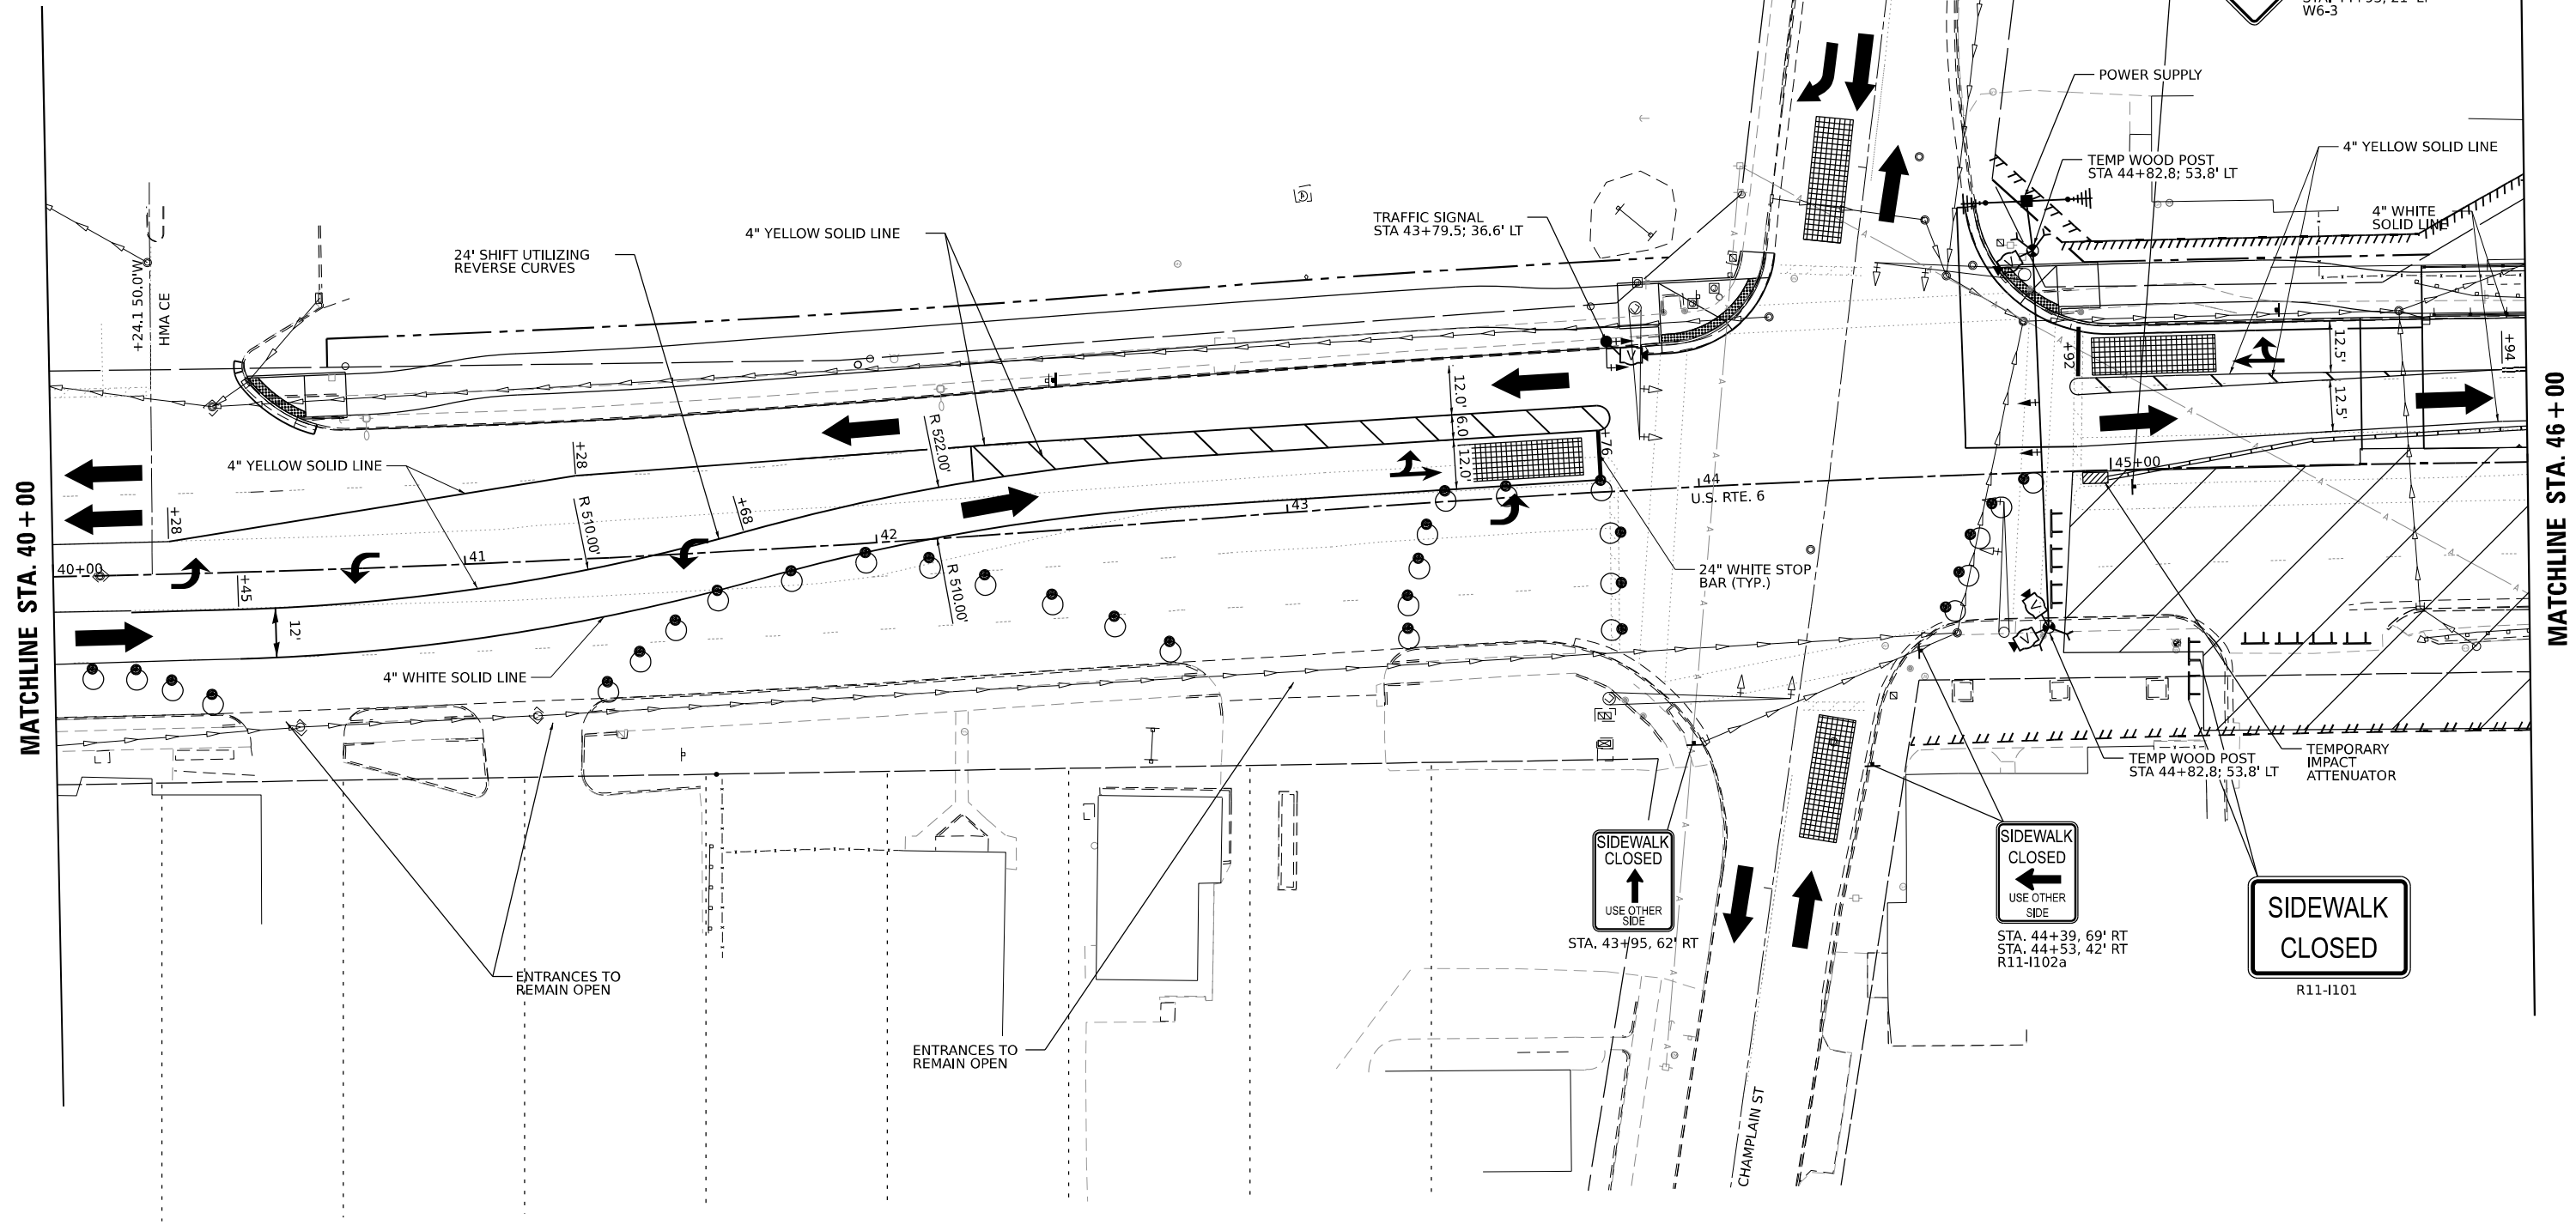 W6-3
POWER SUPPLY
TEMP WOOD POST
STA 44+82.8; 53.8' LT
4" YELLOW SOLID LINE
4" WHITE
SOLID LINE
TRAFFIC SIGNAL
STA 43+79.5; 36.6' LT
4" YELLOW SOLID LINE
24' SHIFT UTILIZING
REVERSE CURVES
+24.1 50.0'W
HMA CE
4" YELLOW SOLID LINE
+28
+28
R 510.00'
R 522.00'
+68
12.0'
6.0
12.0'
+76
+92
12.5'
12.5'
+94
MATCHLINE STA. 40+00
MATCHLINE STA. 46+00
40+00
41
42
43
44
U.S. RTE. 6
45+00
+45
12'
R 510.00'
24" WHITE STOP
BAR (TYP.)
V
V
V
V
4" WHITE SOLID LINE
TEMP WOOD POST
STA 44+82.8; 53.8' LT
TEMPORARY
IMPACT
ATTENUATOR
SIDEWALK
CLOSED
USE OTHER
SIDE
STA. 43+95, 62' RT
SIDEWALK
CLOSED
USE OTHER
SIDE
STA. 44+39, 69' RT
STA. 44+53, 42' RT
R11-I102a
SIDEWALK
CLOSED
R11-I101
ENTRANCES TO
REMAIN OPEN
ENTRANCES TO
REMAIN OPEN
CHAMPLAIN ST